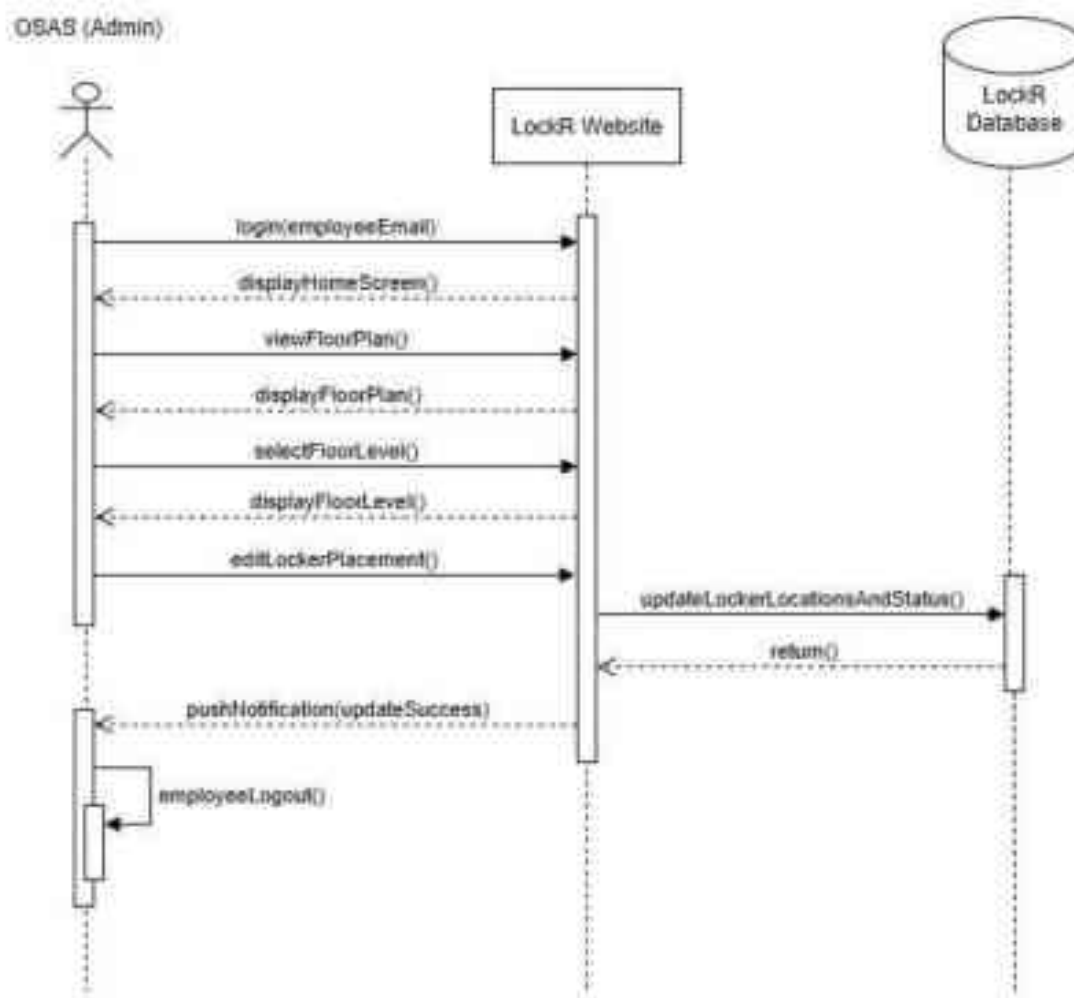 OSAS (Admin)
LockR Website
LockR
Database
login(employeeEmail)
displayHomeScreen()
viewFloorPlan()
displayFloorPlan()
selectFloorLevel()
displayFloorLevel()
editLockerPlacement()
updateLockerLocationsAndStatus()
return()
pushNotification(updateSuccess)
employeeLogout()